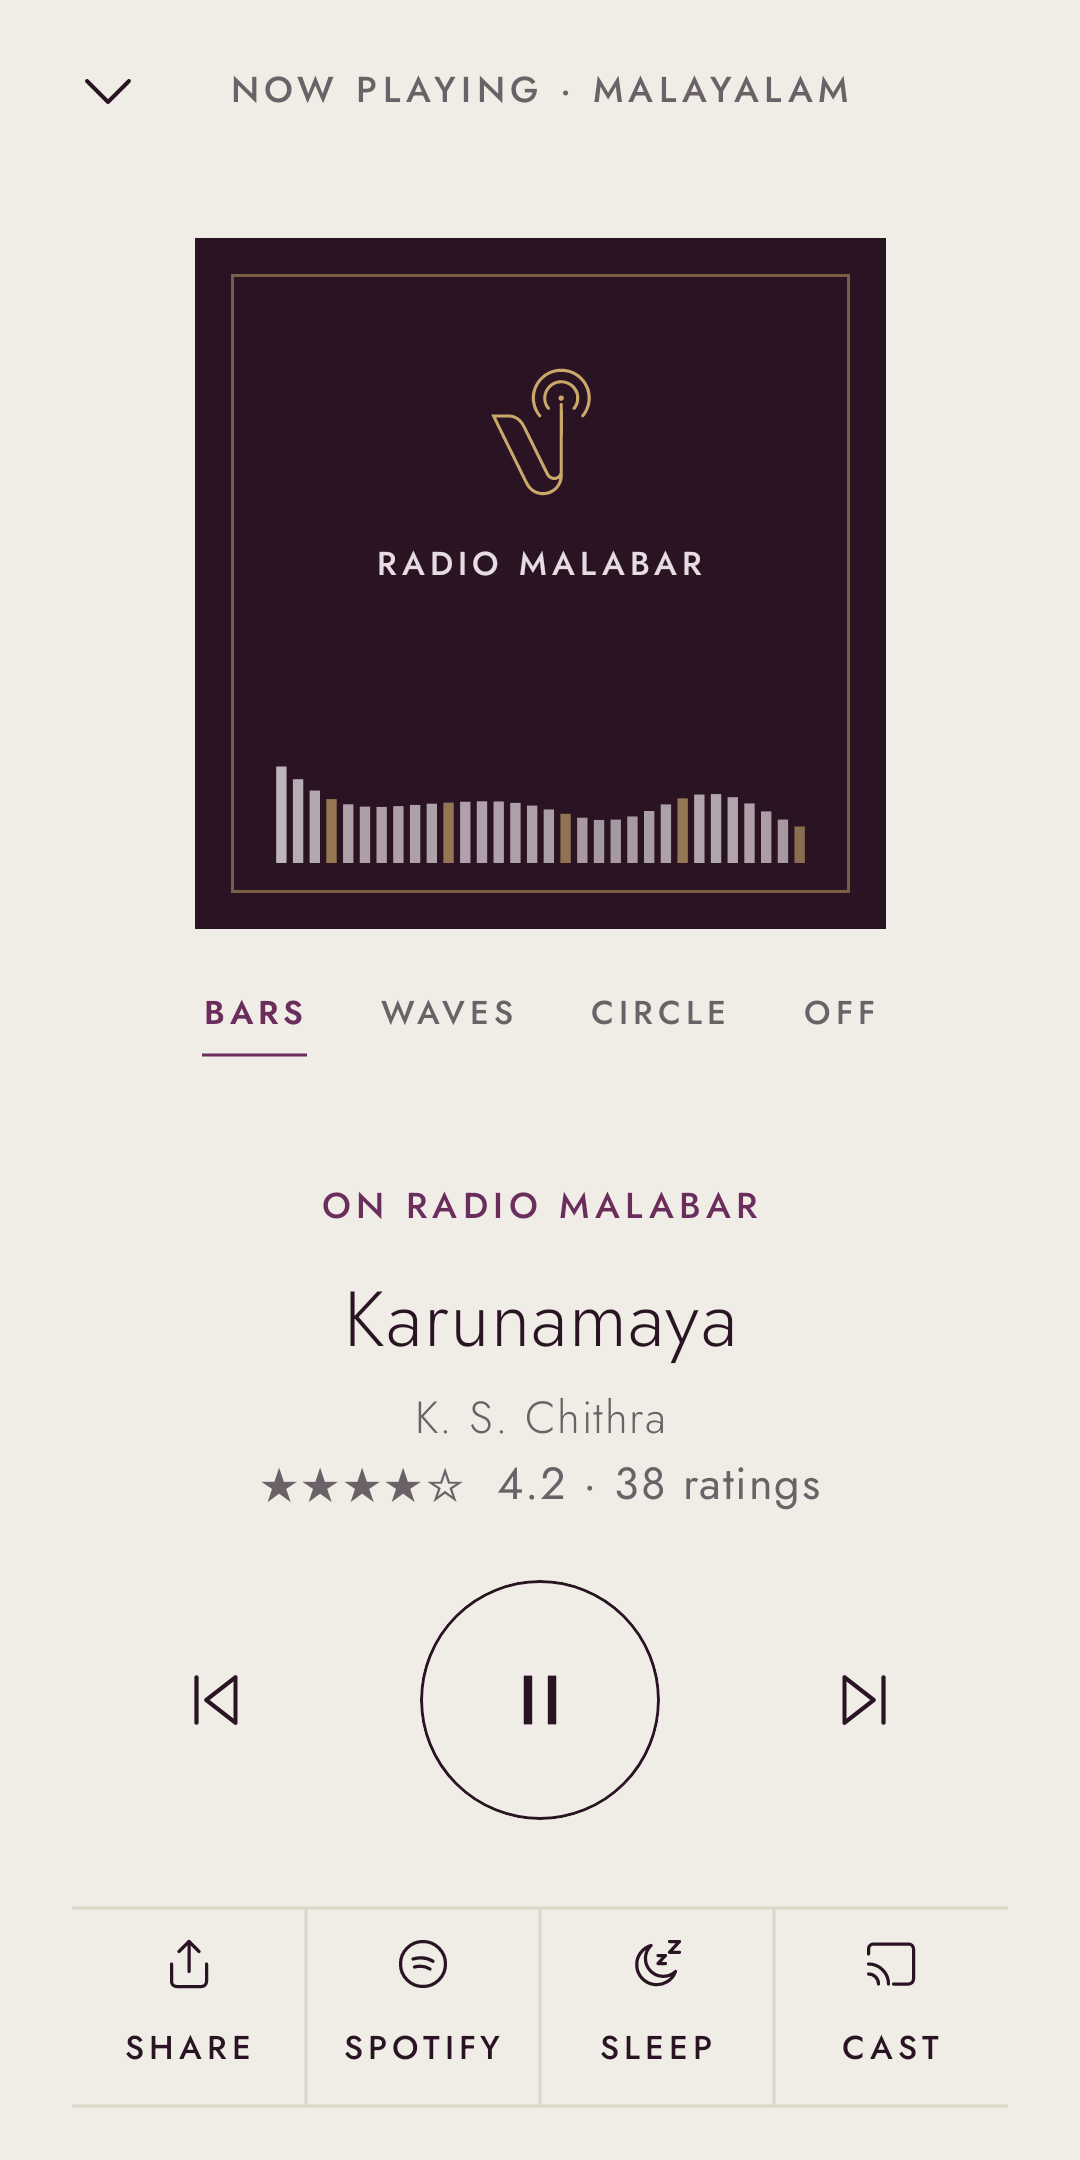 NOW PLAYING · MALAYALAM
RADIO MALABAR
BARS WAVES CIRCLE OFF
ON RADIO MALABAR
Karunamaya
K. S. Chithra
★★★★☆ 4.2 · 38 ratings
SHARE SPOTIFY SLEEP CAST